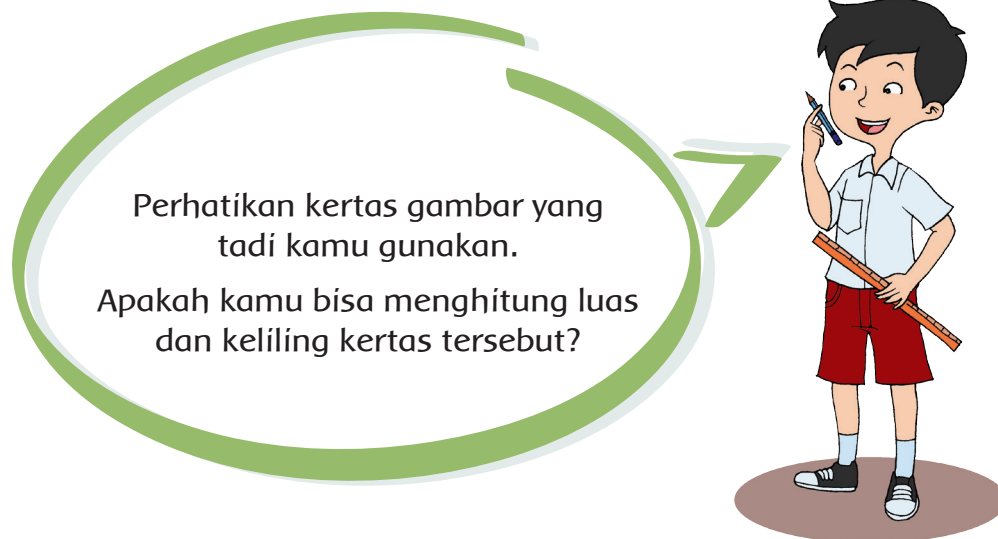 Perhatikan kertas gambar yang
tadi kamu gunakan.
Apakah kamu bisa menghitung luas
dan keliling kertas tersebut?